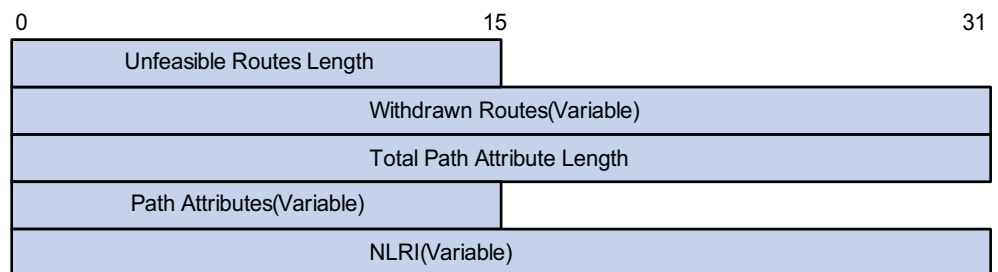 0 15 31
Unfeasible Routes Length
Withdrawn Routes(Variable)
Total Path Attribute Length
Path Attributes(Variable)
NLRI(Variable)